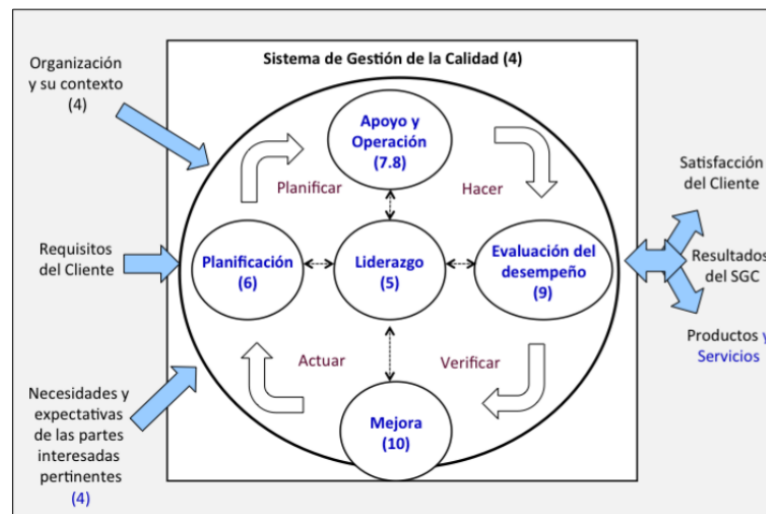 Sistema de Gestión de la Calidad (4)
Organización
y su contexto
(4)
Requisitos
del Cliente
Necesidades y
expectativas
de las partes
interesadas
pertinentes
(4)
Apoyo y
Operación
(7.8)
Planificar
Hacer
Planificación
(6)
Liderazgo
(5)
Evaluación del
desempeño
(9)
Actuar
Verificar
Mejora
(10)
Satisfacción
del Cliente
Resultados
del SGC
Productos y
Servicios